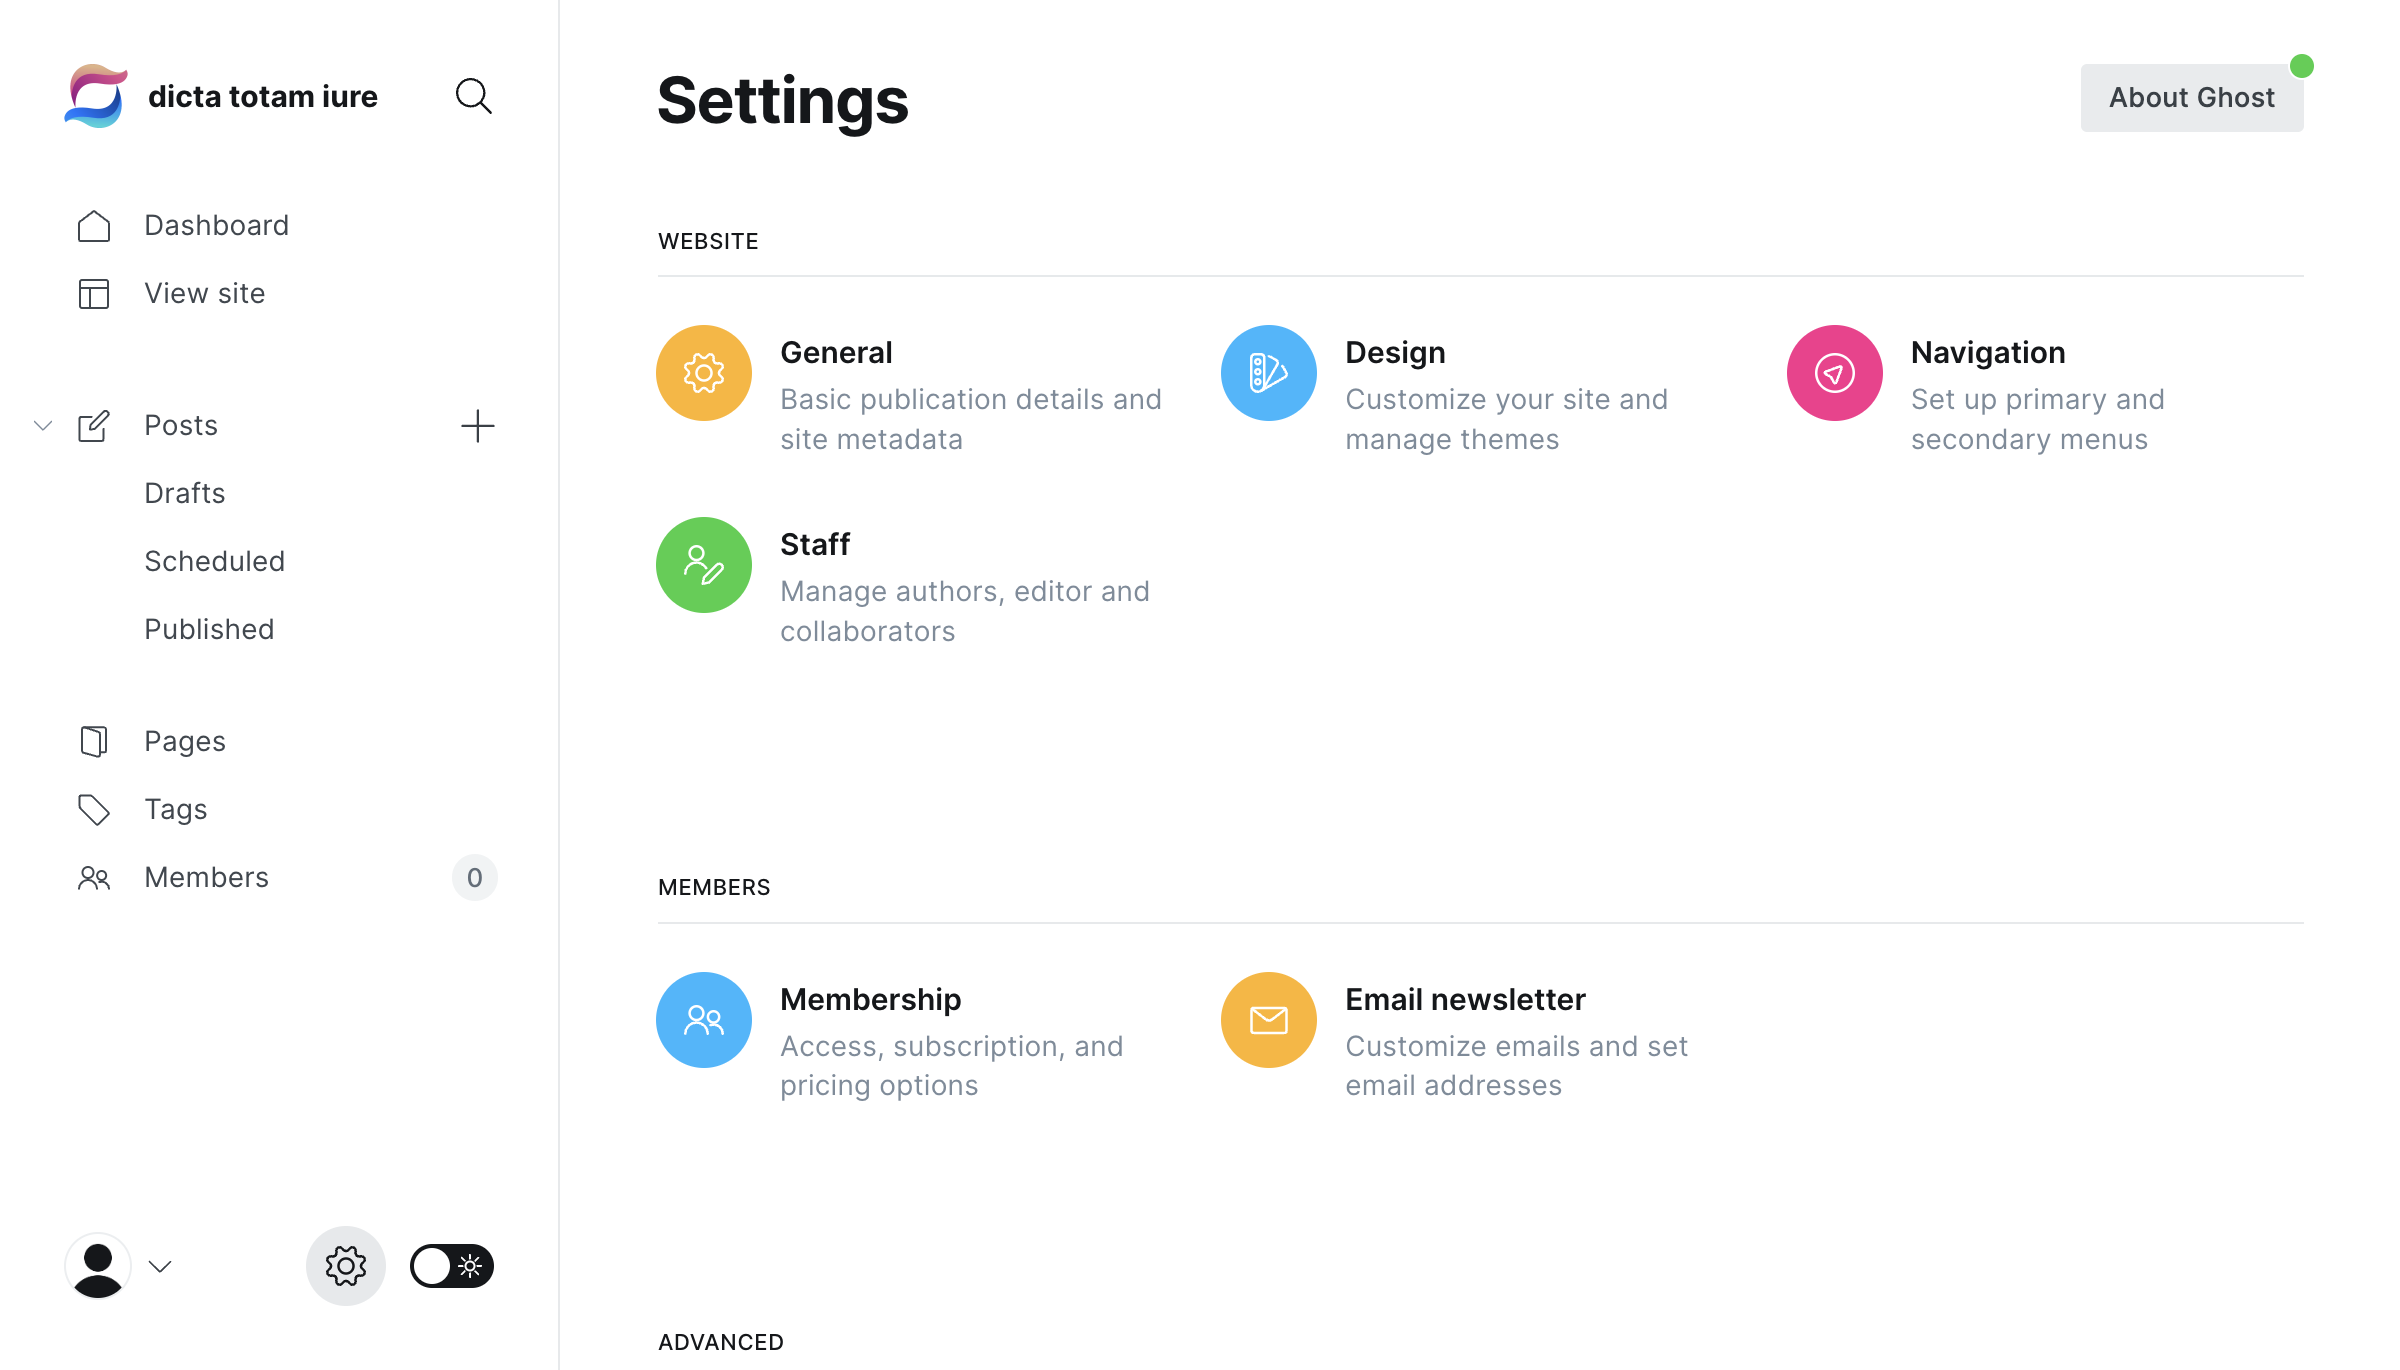 dicta totam iure
Dashboard
View site
Posts
Drafts
Scheduled
Published
Pages
Tags
Members
0
Settings
About Ghost
WEBSITE
General
Basic publication details and
site metadata
Design
Customize your site and
manage themes
Navigation
Set up primary and
secondary menus
Staff
Manage authors, editor and
collaborators
MEMBERS
Membership
Access, subscription, and
pricing options
Email newsletter
Customize emails and set
email addresses
ADVANCED